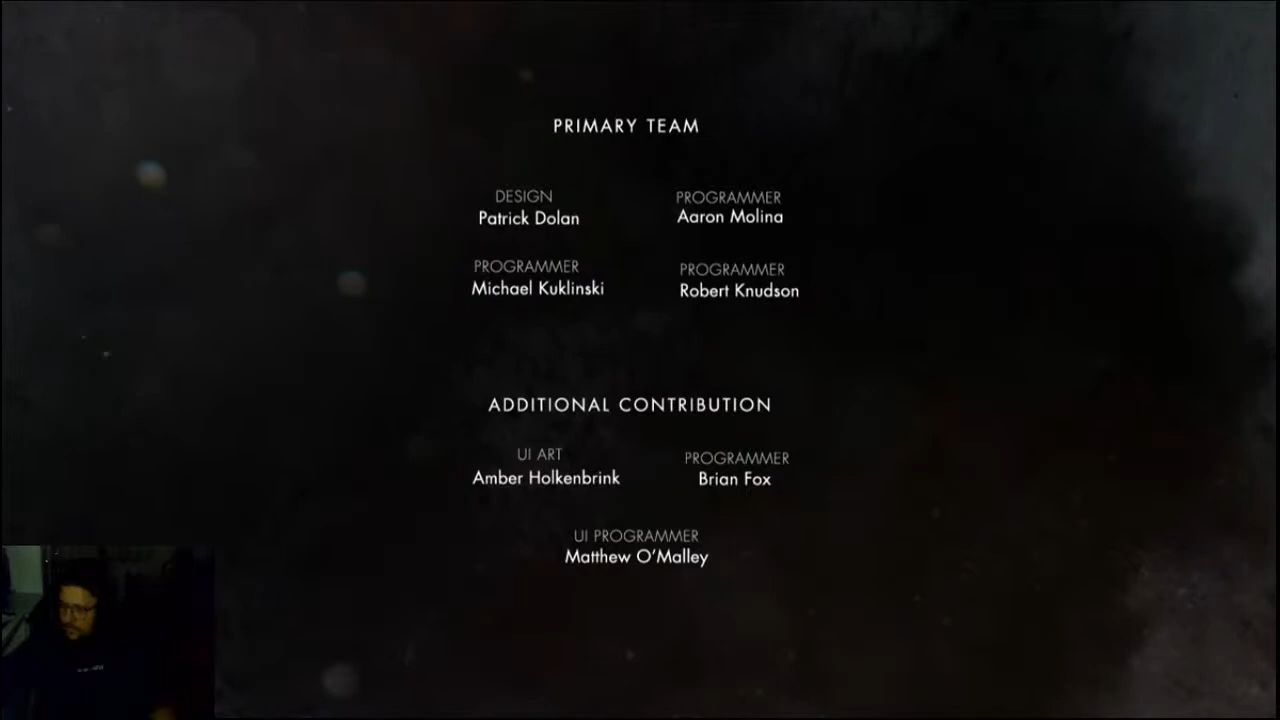 PRIMARY TEAM
DESIGN
Patrick Dolan
PROGRAMMER
Aaron Molina
PROGRAMMER
Michael Kuklinski
PROGRAMMER
Robert Knudson
ADDITIONAL CONTRIBUTION
UI ART
Amber Holkenbrink
PROGRAMMER
Brian Fox
UI PROGRAMMER
Matthew O’Malley